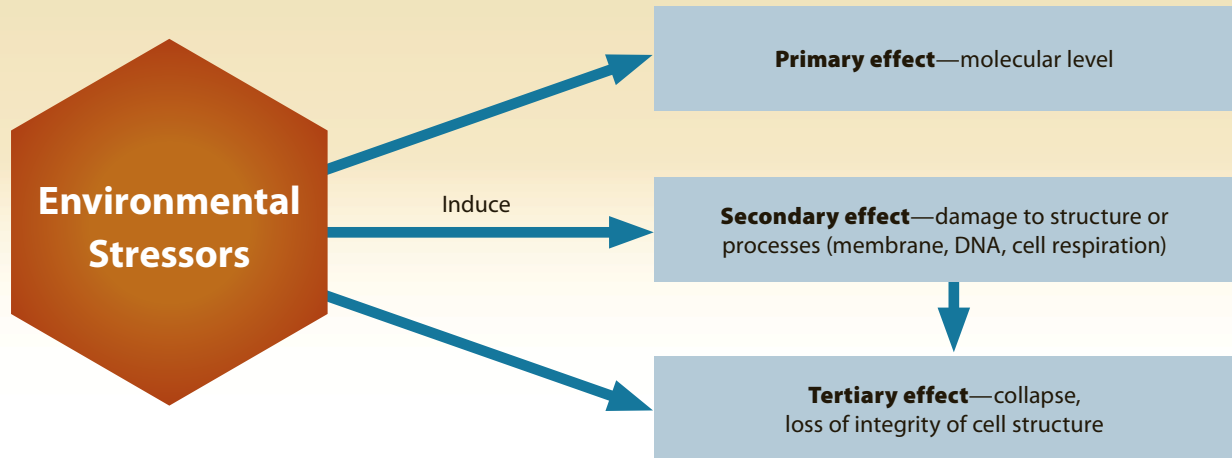 Environmental
Stressors
Induce
Primary effect—molecular level
Secondary effect—damage to structure or
processes (membrane, DNA, cell respiration)
Tertiary effect—collapse,
loss of integrity of cell structure